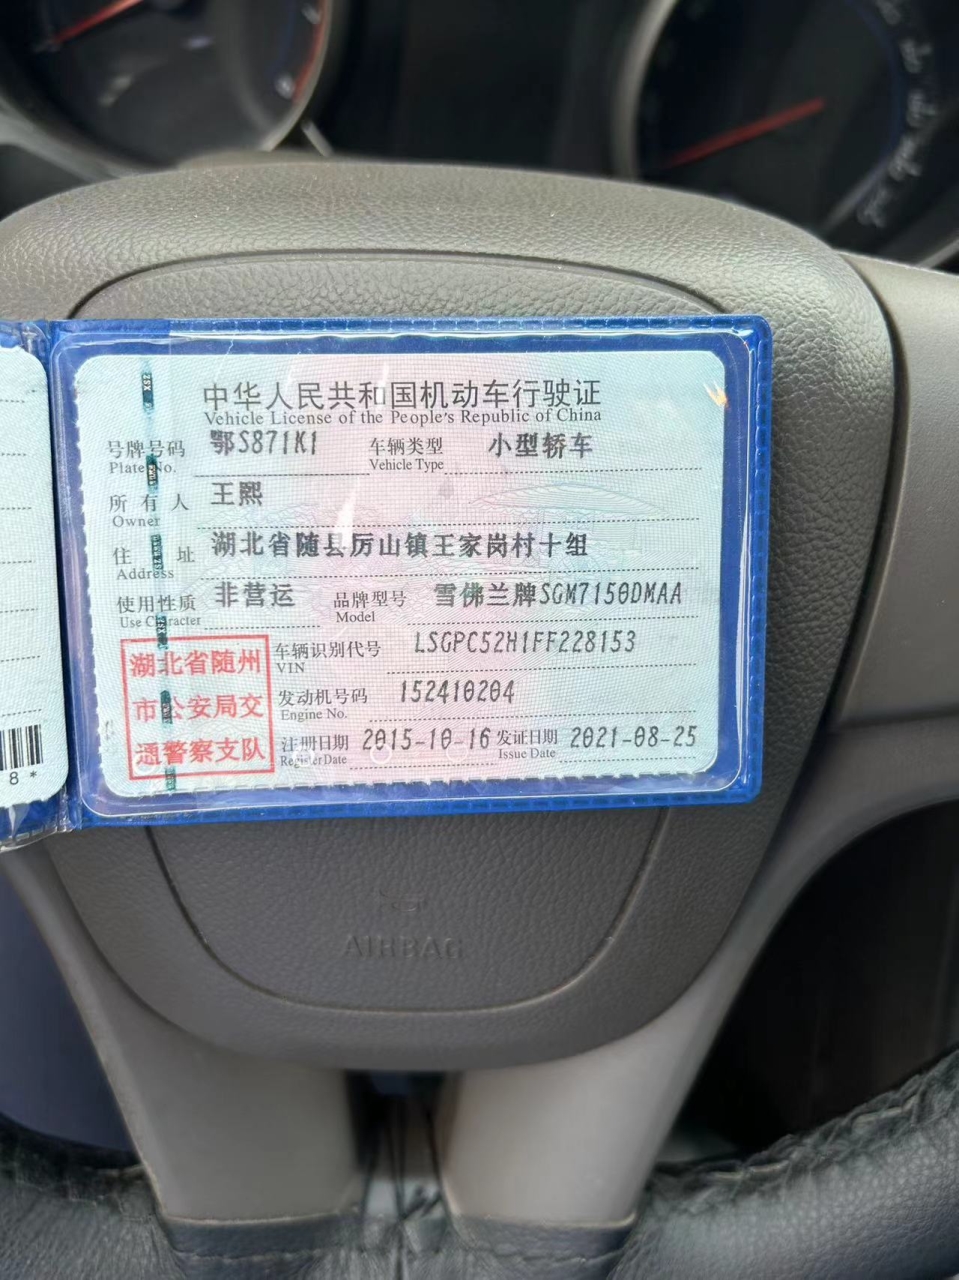 中华人民共和国机动车行驶证
Vehicle License of the People's Republic of China
号牌号码 鄂S871K1 车辆类型 小型轿车
Plate No. Vehicle Type
所有人 王熙
Owner
住址 湖北省随县厉山镇王家岗村十组
Address
使用性质 非营运 品牌型号 雪佛兰牌SGM7150DMAA
Use Character Model
湖北省随州
市公安局交
通警察支队
车辆识别代号 LSGPC52H1FF228153
VIN
发动机号码 152410204
Engine No.
注册日期 2015-10-16 发证日期 2021-08-25
Register Date Issue Date
8*
AIRBAG